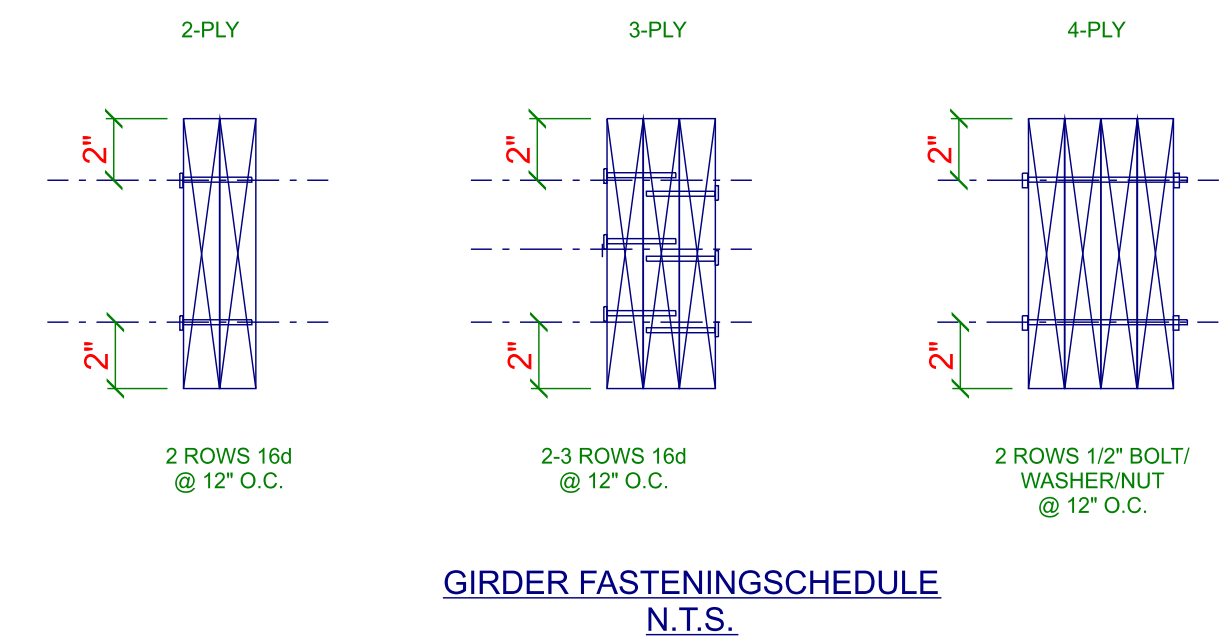 2-PLY
3-PLY
4-PLY
2"
2"
2"
2"
2"
2"
2 ROWS 16d
@ 12" O.C.
2-3 ROWS 16d
@ 12" O.C.
2 ROWS 1/2" BOLT/
WASHER/NUT
@ 12" O.C.
GIRDER FASTENINGSCHEDULE
N.T.S.